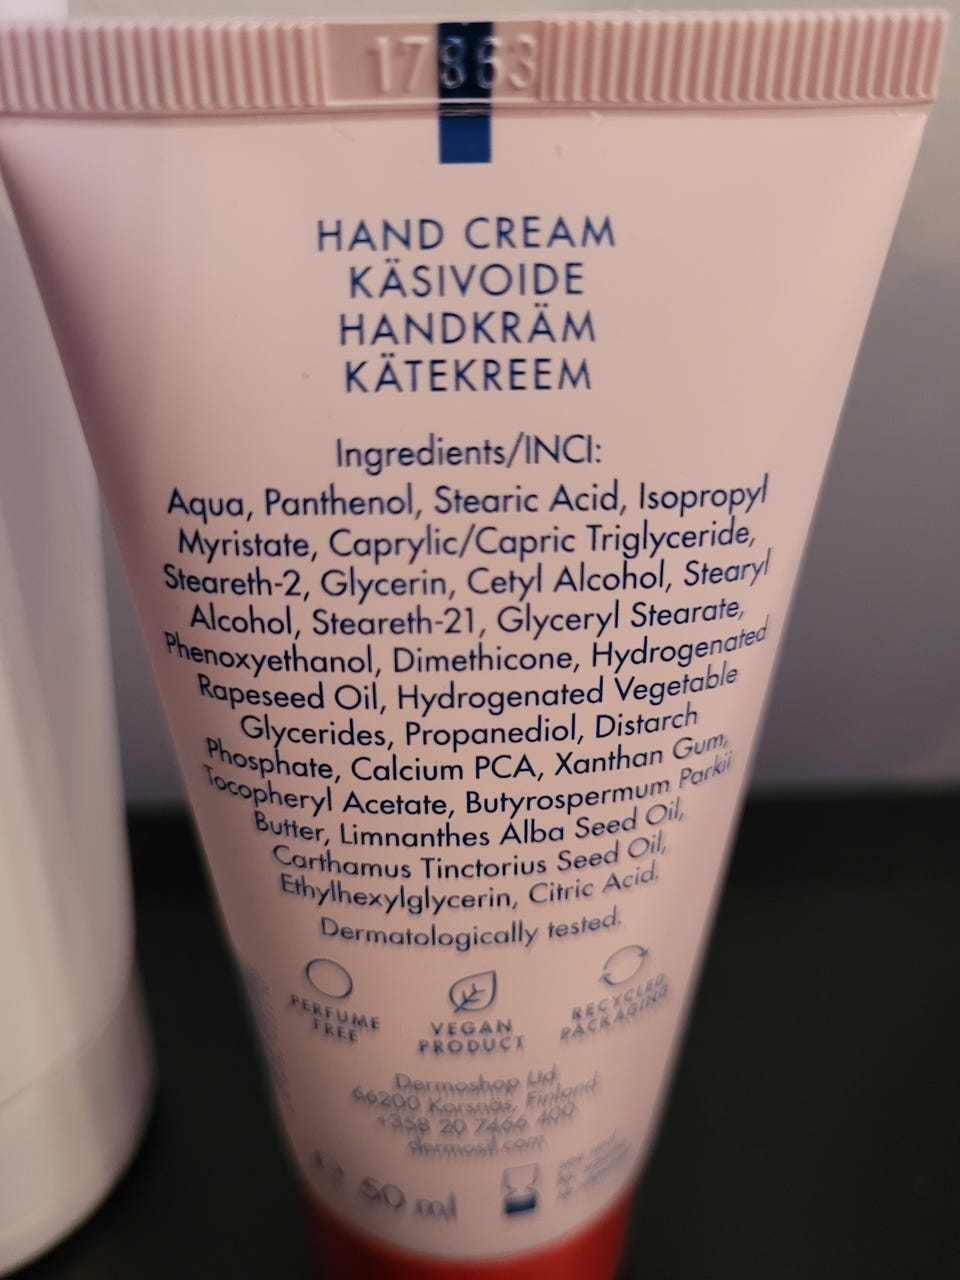 17863
HAND CREAM
KÄSIVOIDE
HANDKRÄM
KÄTEKREEM
Ingredients/INCI:
Aqua, Panthenol, Stearic Acid, Isopropyl
Myristate, Caprylic/Capric Triglyceride,
Steareth-2, Glycerin, Cetyl Alcohol, Stearyl
Alcohol, Steareth-21, Glyceryl Stearate,
Phenoxyethanol, Dimethicone, Hydrogenated
Rapeseed Oil, Hydrogenated Vegetable
Glycerides, Propanediol, Distarch
Phosphate, Calcium PCA, Xanthan Gum,
Tocopheryl Acetate, Butyrospermum Parkii
Butter, Limnanthes Alba Seed Oil,
Carthamus Tinctorius Seed Oil,
Ethylhexylglycerin, Citric Acid.
Dermatologically tested.
PERFUME
FREE
VEGAN
PRODUCT
RECYCLED
PACKAGING
Dermoshop Ltd
66200 Korsnäs, Finland
+358 20 7466 400
dermosil.com
50 ml